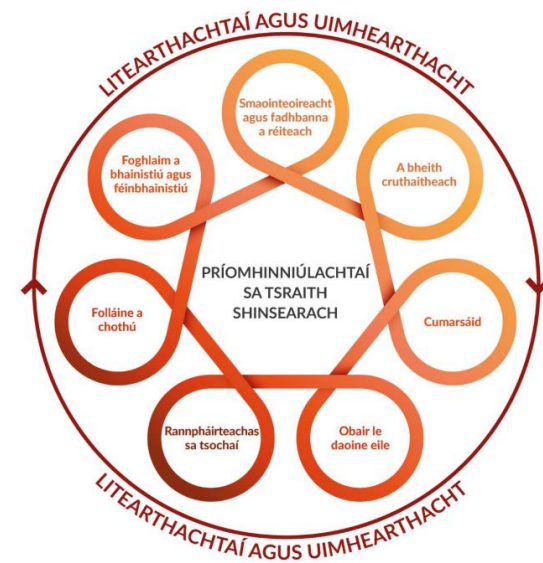 LITEARTHACHTAÍ AGUS UIMHEARTHACHT
Smaointeoireacht
agus fadhbanna
a réiteach
A bheith
cruthaitheach
Cumarsáid
Obair le
daoine eile
Rannpháirteachas
sa tsochaí
Folláine a
chothú
Foghlaim a
bhainistiú agus
féinbhainistiú
PRÍOMHINNIÚLACHTAÍ
SA TSRAITH
SHINSEARACH
LITEARTHACHTAÍ AGUS UIMHEARTHACHT